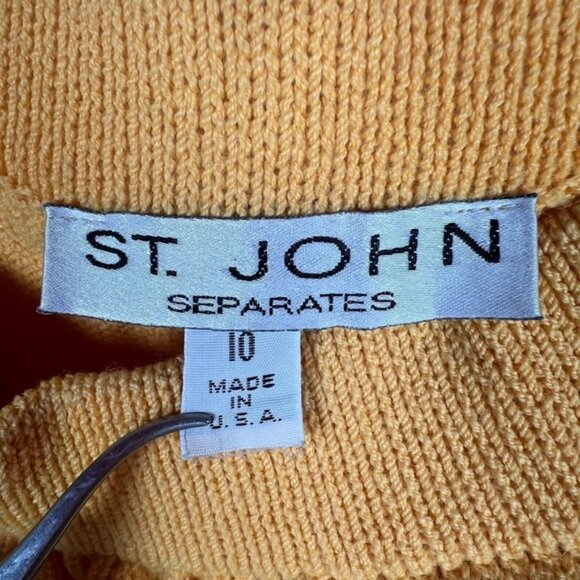 ST. JOHN
SEPARATES
10
MADE
IN
U.S.A.